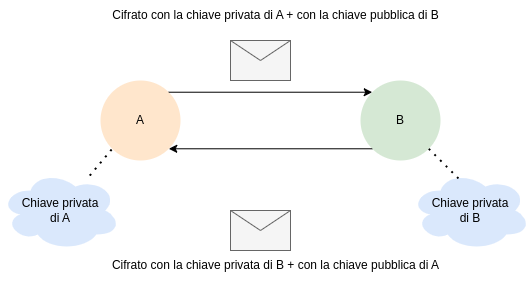 Cifrato con la chiave privata di A + con la chiave pubblica di B
A
B
Chiave privata
di A
Chiave privata
di B
Cifrato con la chiave privata di B + con la chiave pubblica di A